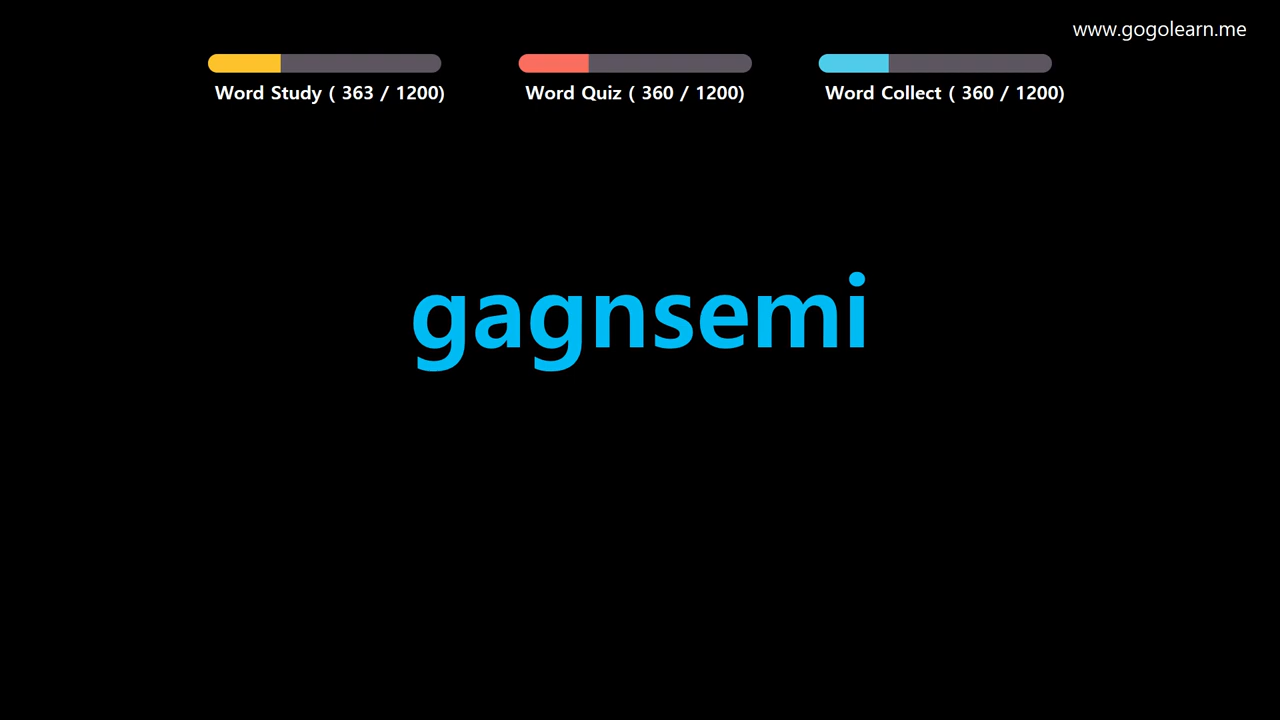 www.gogolearn.me
Word Study ( 363 / 1200)
Word Quiz ( 360 / 1200)
Word Collect ( 360 / 1200)
gagnsemi